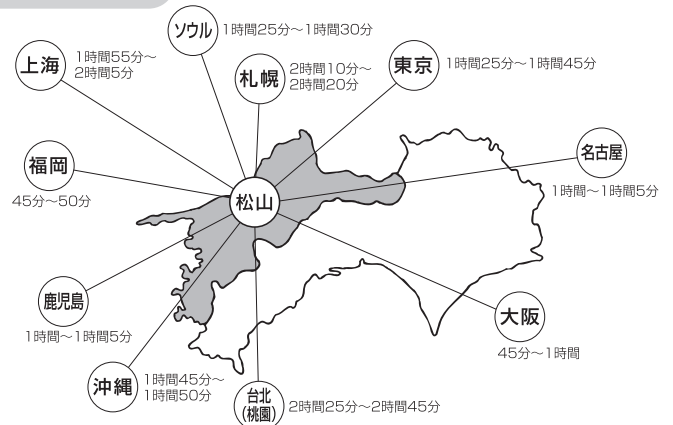 ソウル
1時間25分～1時間30分
上海
1時間55分～
2時間5分
札幌
2時間10分～
2時間20分
東京
1時間25分～1時間45分
福岡
45分～50分
名古屋
1時間～1時間5分
松山
鹿児島
1時間～1時間5分
大阪
45分～1時間
沖縄
1時間45分～
1時間50分
台北
(桃園)
2時間25分～2時間45分